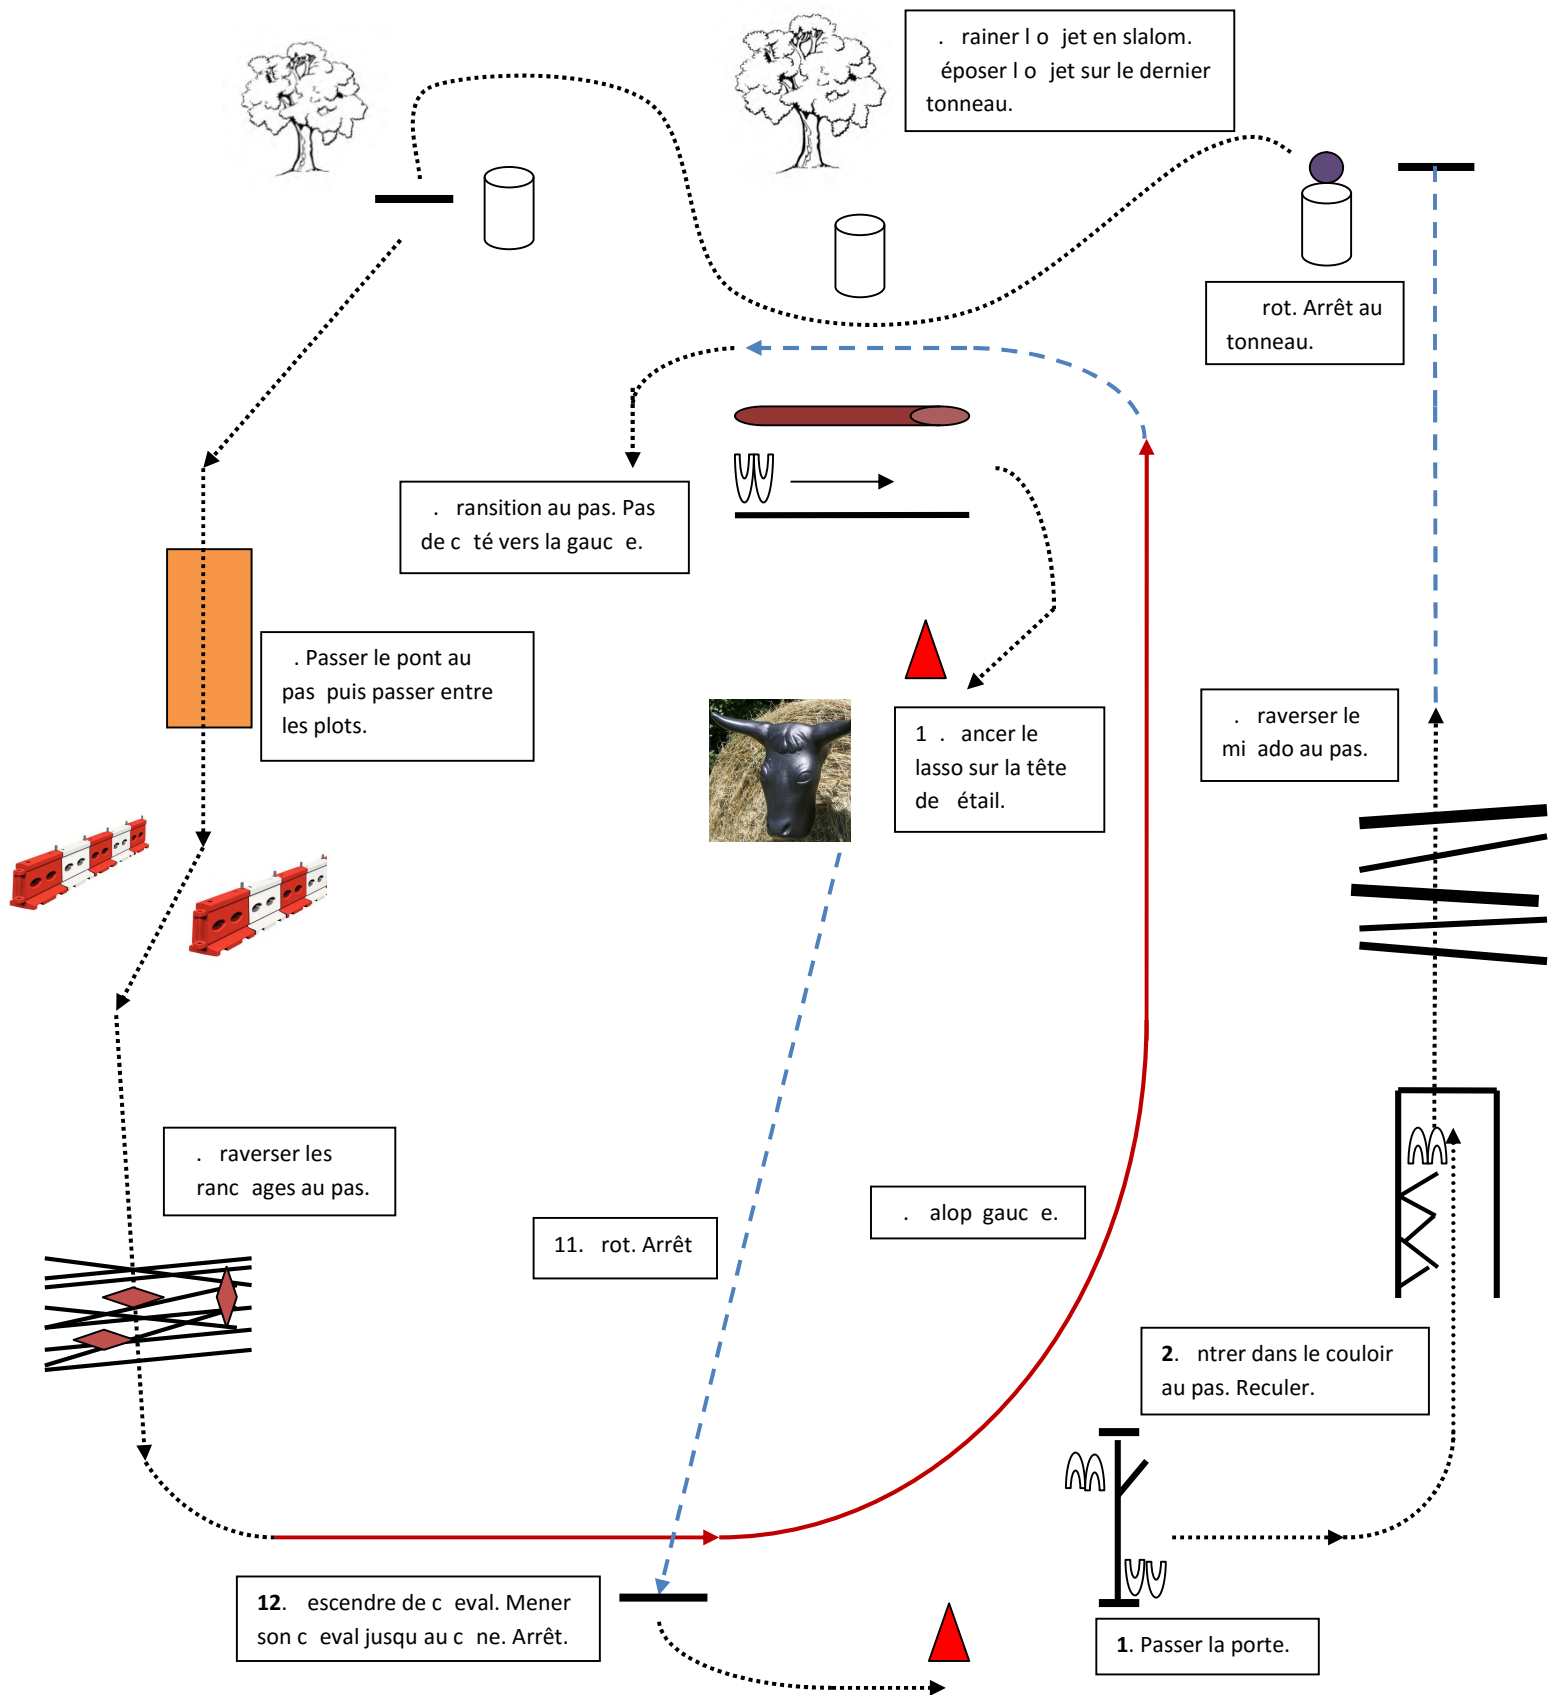 . rainer l o jet en slalom.
époser l o jet sur le dernier
tonneau.
rot. Arrêt au
tonneau.
. ransition au pas. Pas
de c té vers la gauc e.
. Passer le pont au
pas puis passer entre
les plots.
1 . ancer le
lasso sur la tête
de étail.
. raverser le
mi ado au pas.
. raverser les
ranc ages au pas.
. alop gauc e.
11. rot. Arrêt
2. ntrer dans le couloir
au pas. Reculer.
12. escendre de c eval. Mener
son c eval jusqu au c ne. Arrêt.
1. Passer la porte.